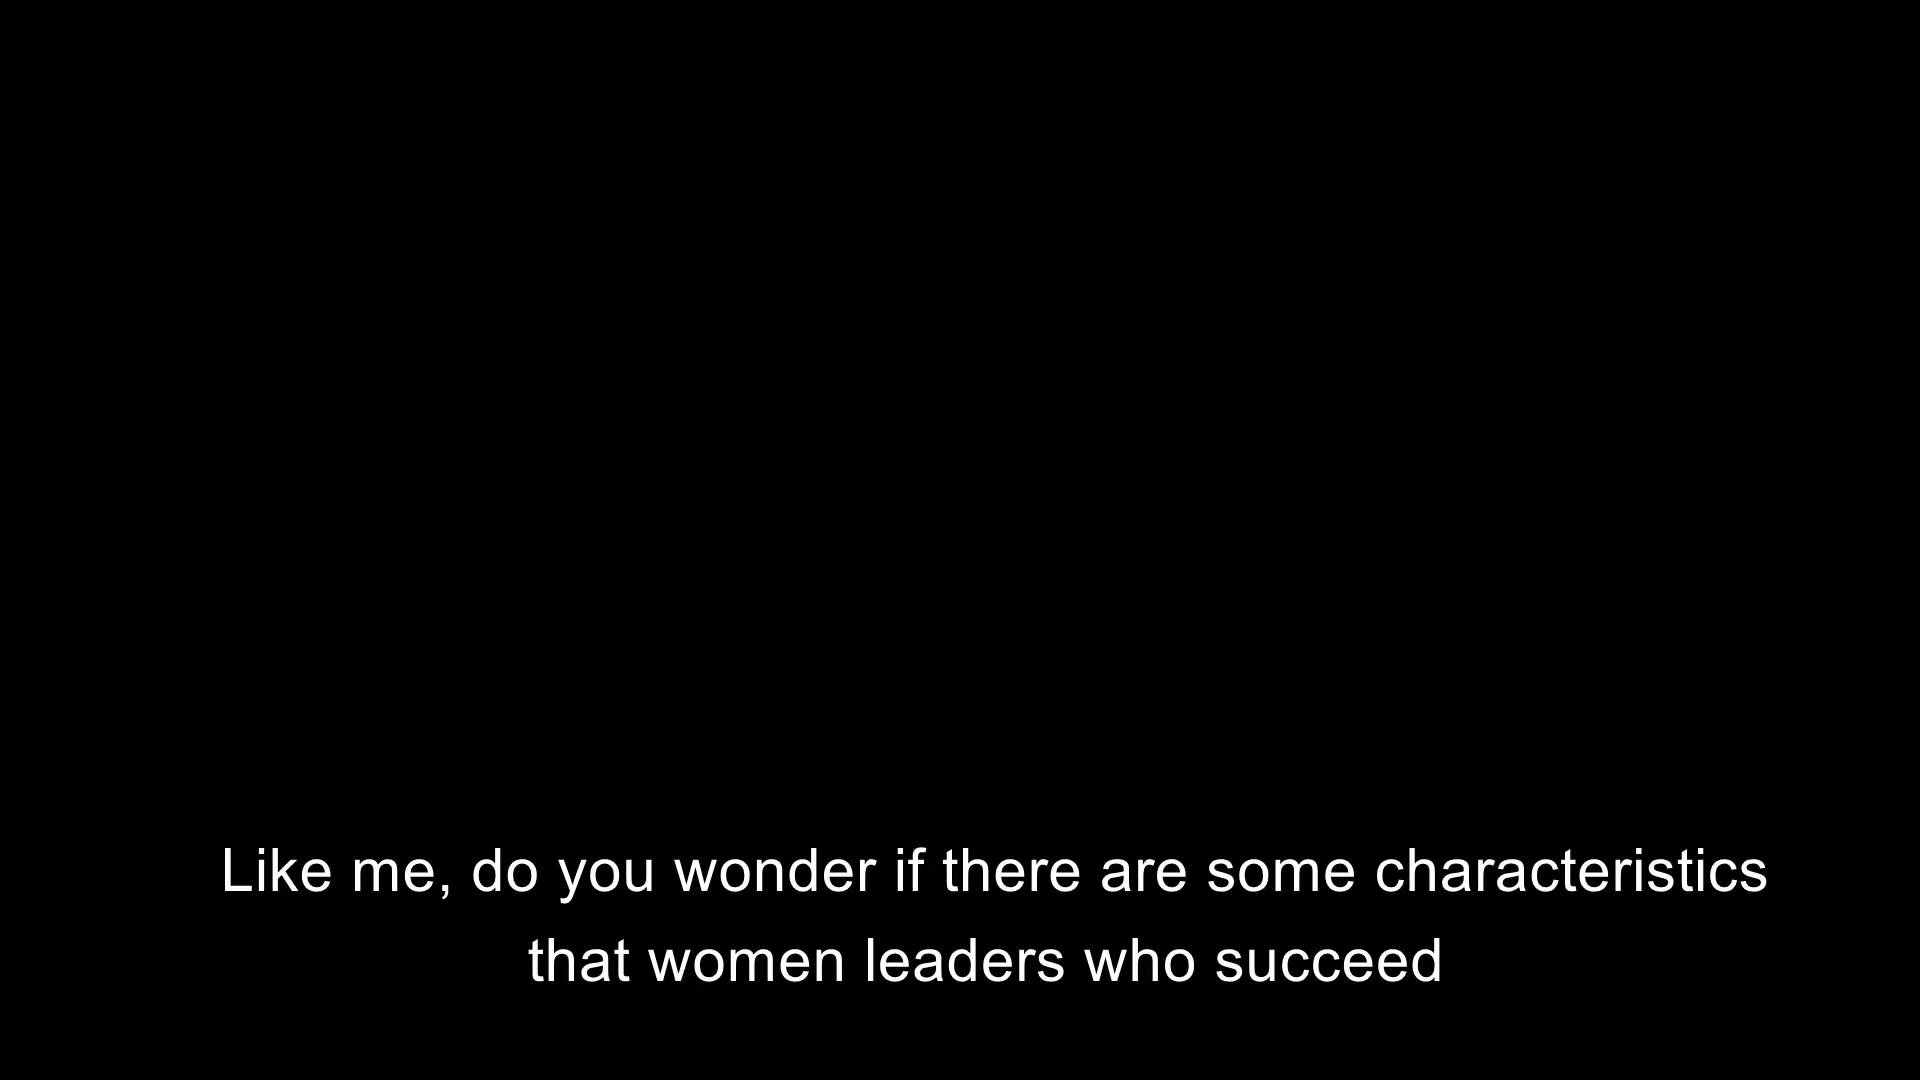 Like me, do you wonder if there are some characteristics
that women leaders who succeed